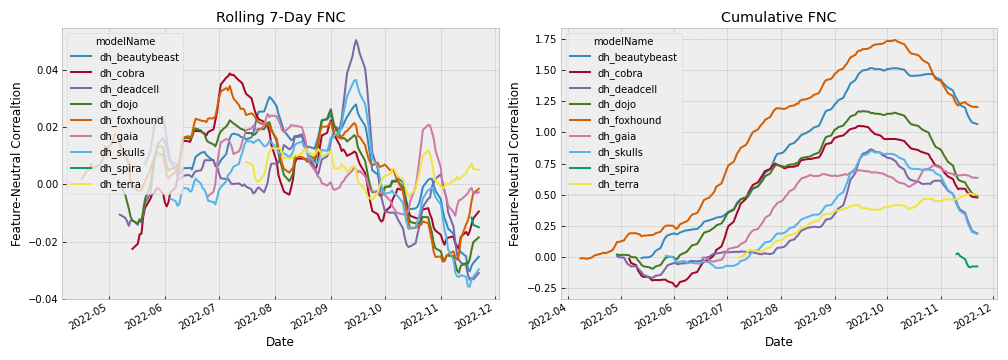 Rolling 7-Day FNC
Feature-Neutral Correaltion
0.04
0.02
0.00
−0.02
−0.04
modelName
dh_beautybeast
dh_cobra
dh_deadcell
dh_dojo
dh_foxhound
dh_gaia
dh_skulls
dh_spira
dh_terra
2022-05
2022-06
2022-07
2022-08
2022-09
2022-10
2022-11
2022-12
Date
Cumulative FNC
Feature-Neutral Correaltion
1.75
1.50
1.25
1.00
0.75
0.50
0.25
0.00
−0.25
modelName
dh_beautybeast
dh_cobra
dh_deadcell
dh_dojo
dh_foxhound
dh_gaia
dh_skulls
dh_spira
dh_terra
2022-04
2022-05
2022-06
2022-07
2022-08
2022-09
2022-10
2022-11
2022-12
Date